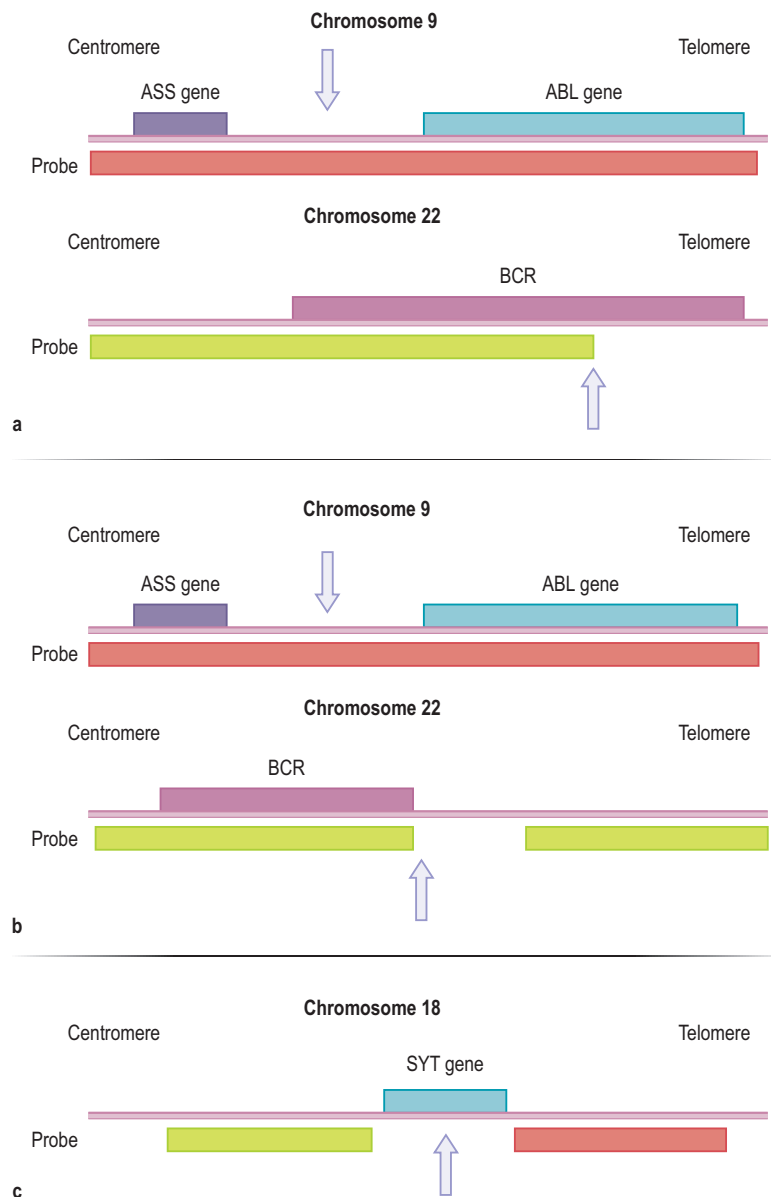 Chromosome 9
Centromere Telomere
ASS gene ABL gene
Probe
Chromosome 22
Centromere Telomere
BCR
Probe
a
Chromosome 9
Centromere Telomere
ASS gene ABL gene
Probe
Chromosome 22
Centromere Telomere
BCR
Probe
b
Chromosome 18
Centromere Telomere
SYT gene
Probe
c